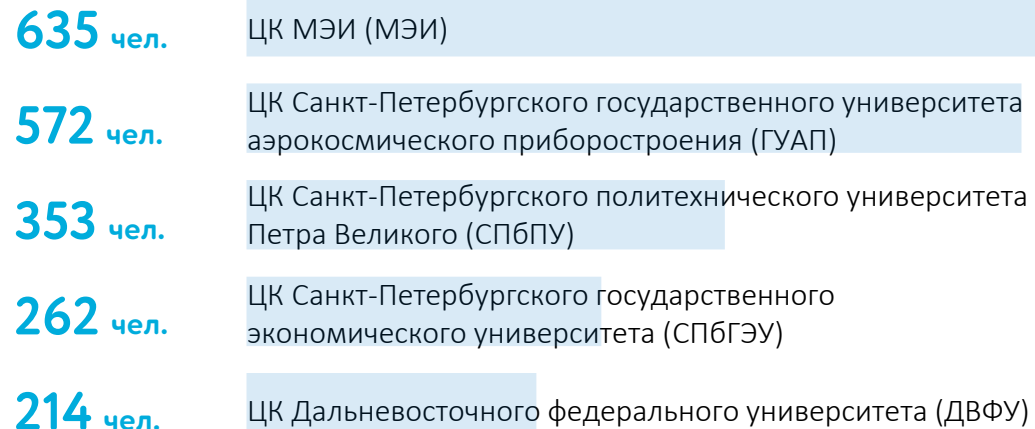 635 чел. ЦК МЭИ (МЭИ)
572 чел. ЦК Санкт-Петербургского государственного университета
аэрокосмического приборостроения (ГУАП)
353 чел. ЦК Санкт-Петербургского политехнического университета
Петра Великого (СПбПУ)
262 чел. ЦК Санкт-Петербургского государственного
экономического университета (СПбГЭУ)
214 чел. ЦК Дальневосточного федерального университета (ДВФУ)